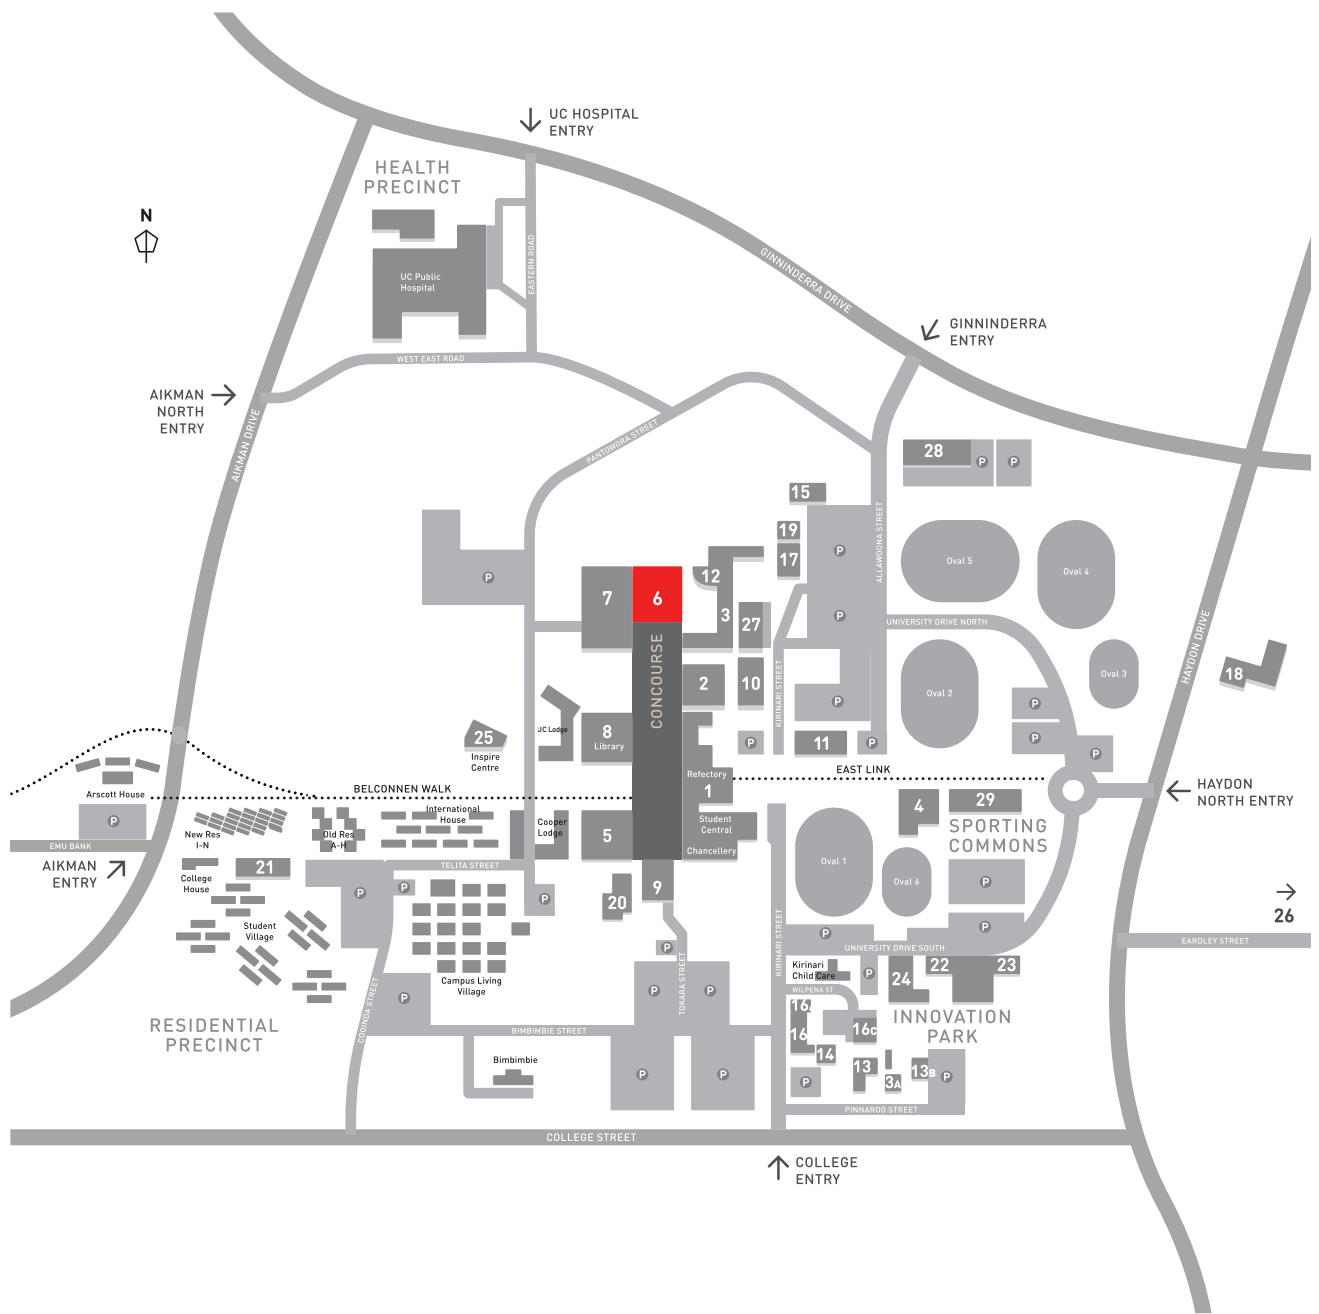 UC HOSPITAL
ENTRY
HEALTH
PRECINCT
N
UC Public
Hospital
EASTERN ROAD
GINNINDERRA DRIVE
GINNINDERRA
ENTRY
WEST EAST ROAD
AIKMAN
NORTH
ENTRY
AIKMAN DRIVE
PANTOWORA STREET
28
P
P
15
19
17
P
P
ALLAWOONA STREET
Oval 5
Oval 4
P
7
6
12
3
27
UNIVERSITY DRIVE NORTH
HAYDON DRIVE
CONCOURSE
2
10
KIRINARI STREET
P
Oval 2
Oval 3
18
P
P
P
25
Inspire
Centre
UC Lodge
8
Library
P
11
P
Refectory
1
EAST LINK
HAYDON
NORTH ENTRY
Arscott House
BELCONNEN WALK
P
EMU BANK
New Res
I-N
Old Res
A-H
International
House
Cooper
Lodge
5
Student
Central
Chancellery
4
29
SPORTING
COMMONS
Oval 1
Oval 6
P
AIKMAN
ENTRY
College
House
21
TELITA STREET
P
P
P
9
20
26
Student
Village
P
P
P
UNIVERSITY DRIVE SOUTH
EARDLEY STREET
KIRINARI STREET
Kirinari
Child Care
P
24
22
23
WILPENA ST
Campus Living
Village
P
COOINDA STREET
P
P
TOKARA STREET
16
16
16C
INNOVATION
PARK
RESIDENTIAL
PRECINCT
BIMBIMBIE STREET
14
Bimbimbie
P
P
P
13
3A
13B
P
PINNAROO STREET
COLLEGE STREET
COLLEGE
ENTRY